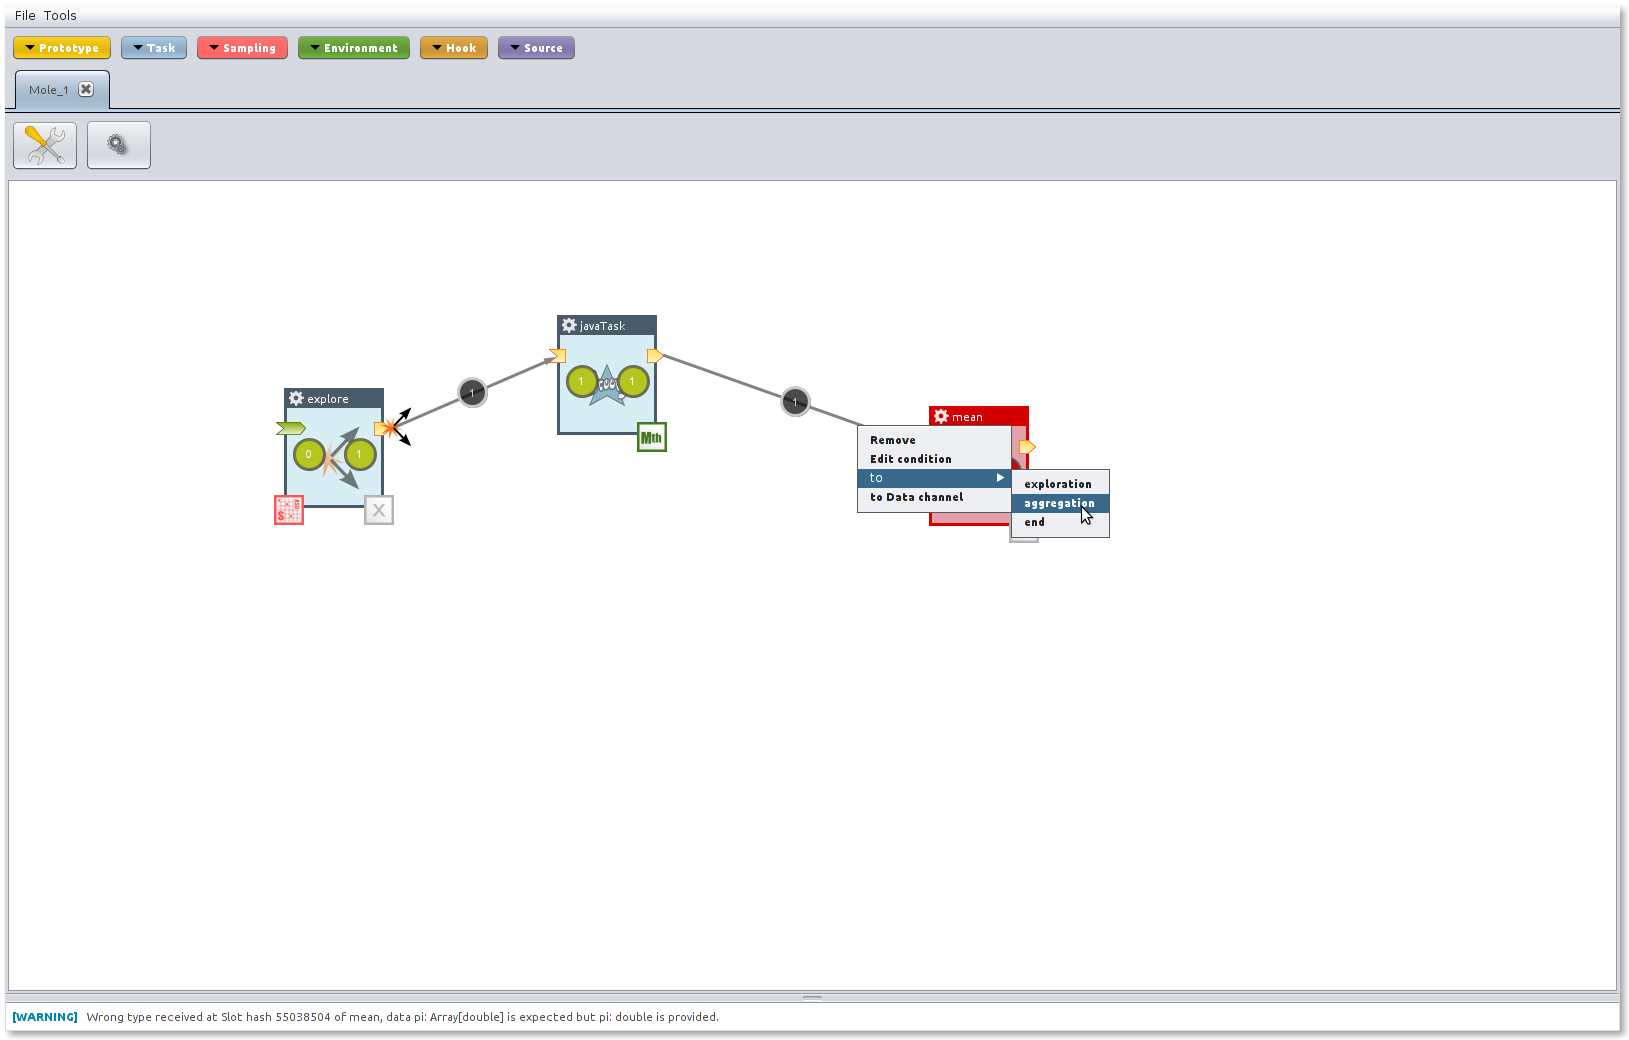 File Tools
Prototype Task Sampling Environment Hook Source
Mole_1
javaTask
1 1
Mth
explore
0 1
S
X
1
1
mean
Remove
Edit condition
to
to Data channel
exploration
aggregation
end
[WARNING] Wrong type received at Slot hash 55038504 of mean, data pi: Array[double] is expected but pi: double is provided.